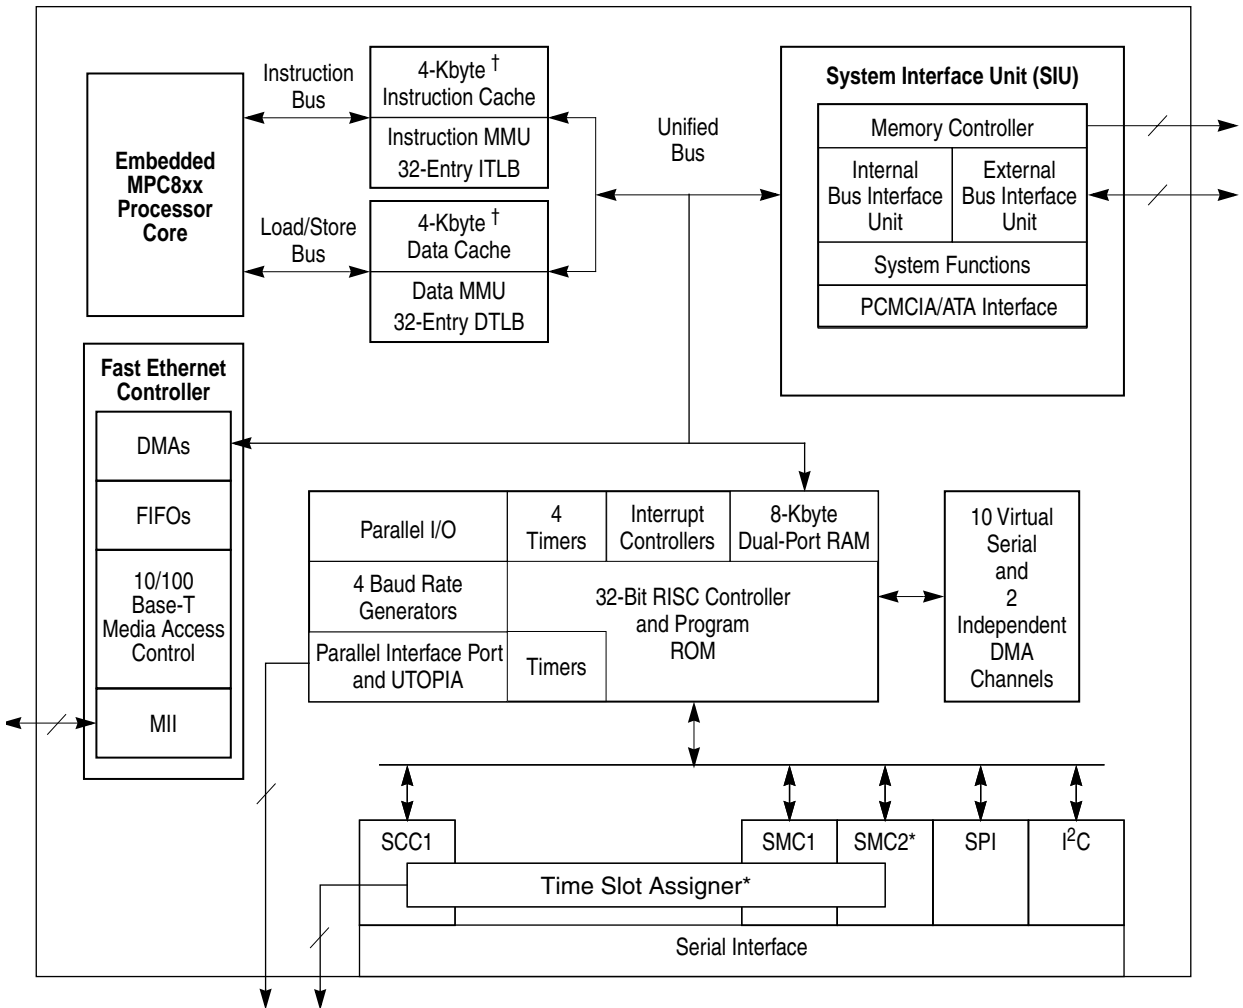 Instruction
Bus
4-Kbyte †
Instruction Cache
Instruction MMU
32-Entry ITLB
Embedded
MPC8xx
Processor
Core
Load/Store
Bus
4-Kbyte †
Data Cache
Data MMU
32-Entry DTLB
Unified
Bus
System Interface Unit (SIU)
Memory Controller
Internal
Bus Interface
Unit
External
Bus Interface
Unit
System Functions
PCMCIA/ATA Interface
Fast Ethernet
Controller
DMAs
FIFOs
10/100
Base-T
Media Access
Control
MII
Parallel I/O
4
Timers
Interrupt
Controllers
8-Kbyte
Dual-Port RAM
4 Baud Rate
Generators
32-Bit RISC Controller
and Program
ROM
Parallel Interface Port
and UTOPIA
Timers
10 Virtual
Serial
and
2
Independent
DMA
Channels
SCC1
SMC1
SMC2*
SPI
I²C
Time Slot Assigner*
Serial Interface